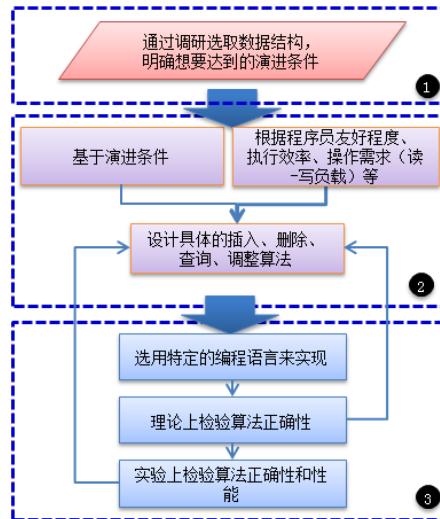 通过调研选取数据结构，
明确想要达到的演进条件
1
基于演进条件
根据程序员友好程度、
执行效率、操作需求（读
-写负载）等
设计具体的插入、删除、
查询、调整算法
2
选用特定的编程语言来实现
理论上检验算法正确性
实验上检验算法正确性和性
能
3